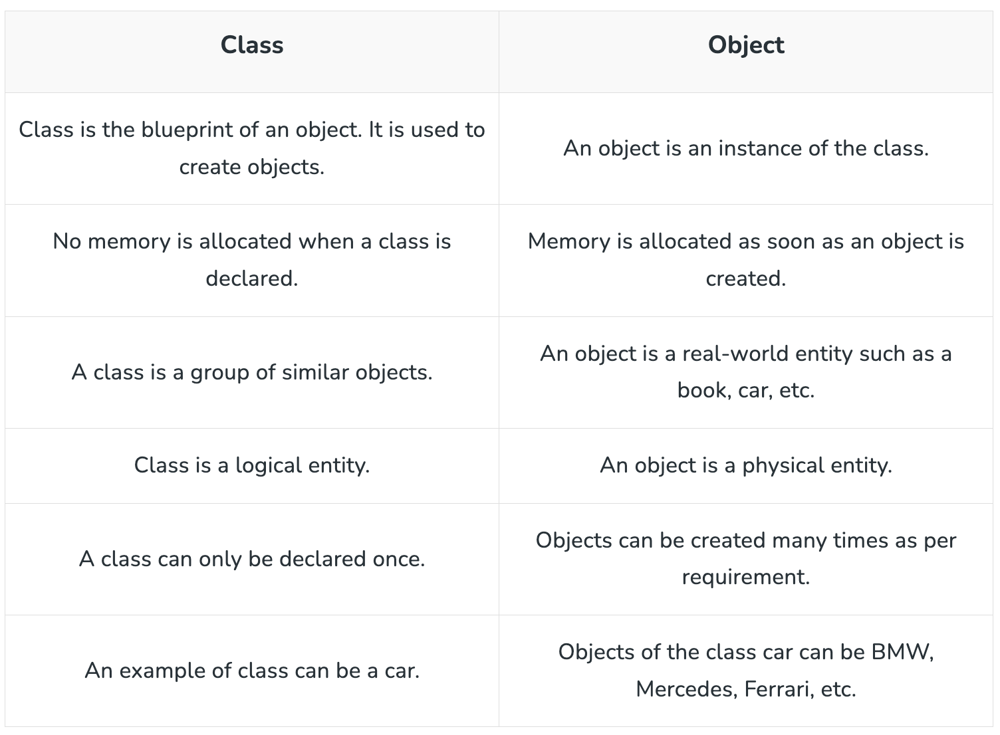 Class
Object
Class is the blueprint of an object. It is used to
create objects.
An object is an instance of the class.
No memory is allocated when a class is
declared.
Memory is allocated as soon as an object is
created.
A class is a group of similar objects.
An object is a real-world entity such as a
book, car, etc.
Class is a logical entity.
An object is a physical entity.
A class can only be declared once.
Objects can be created many times as per
requirement.
An example of class can be a car.
Objects of the class car can be BMW,
Mercedes, Ferrari, etc.